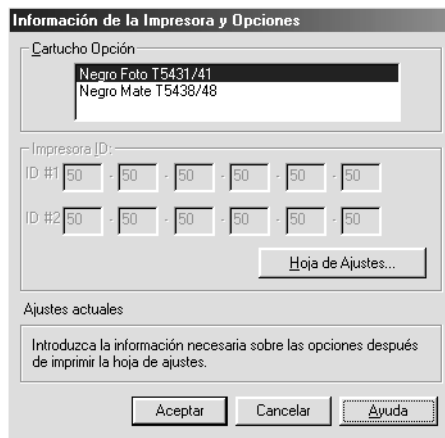 Información de la Impresora y Opciones
Cartucho Opción
Negro Foto T5431/41
Negro Mate T5438/48
Impresora ID:
ID #1 50 - 50 - 50 - 50 - 50 - 50
ID #2 50 - 50 - 50 - 50 - 50 - 50
Hoja de Ajustes...
Ajustes actuales
Introduzca la información necesaria sobre las opciones después
de imprimir la hoja de ajustes.
Aceptar Cancelar Ayuda